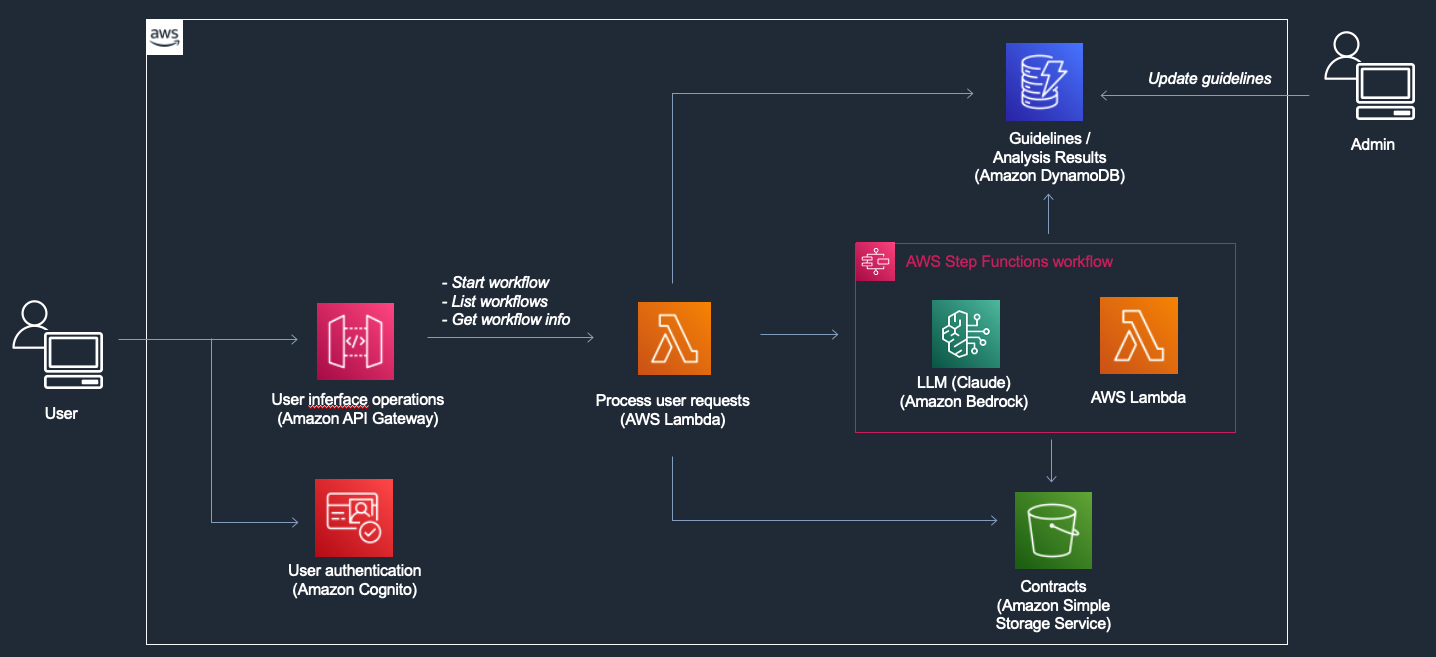 aws
Update guidelines
Admin
Guidelines /
Analysis Results
(Amazon DynamoDB)
AWS Step Functions workflow
- Start workflow
- List workflows
- Get workflow info
User
User inferface operations
(Amazon API Gateway)
Process user requests
(AWS Lambda)
LLM (Claude)
(Amazon Bedrock)
AWS Lambda
User authentication
(Amazon Cognito)
Contracts
(Amazon Simple
Storage Service)